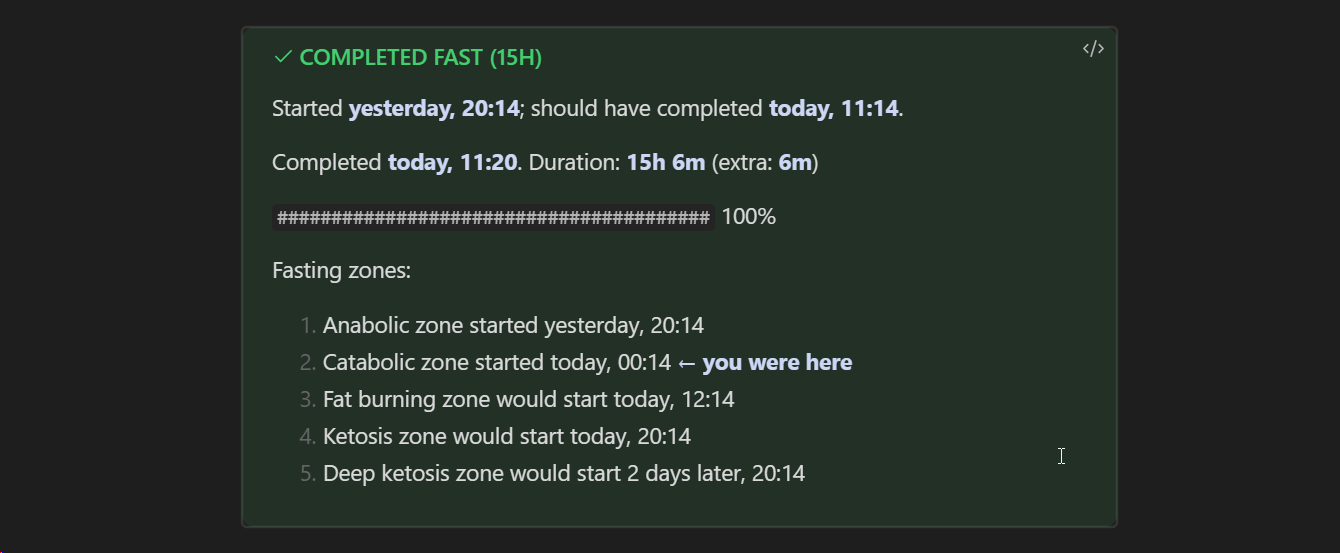 ✓ COMPLETED FAST (15H)
</>
Started yesterday, 20:14; should have completed today, 11:14.
Completed today, 11:20. Duration: 15h 6m (extra: 6m)
######################################## 100%
Fasting zones:
1. Anabolic zone started yesterday, 20:14
2. Catabolic zone started today, 00:14 ← you were here
3. Fat burning zone would start today, 12:14
4. Ketosis zone would start today, 20:14
5. Deep ketosis zone would start 2 days later, 20:14